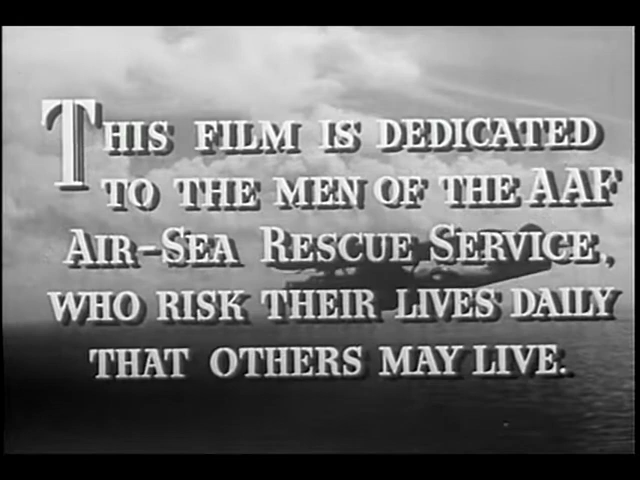 THIS FILM IS DEDICATED
TO THE MEN OF THE AAF
AIR-SEA RESCUE SERVICE,
WHO RISK THEIR LIVES DAILY
THAT OTHERS MAY LIVE.